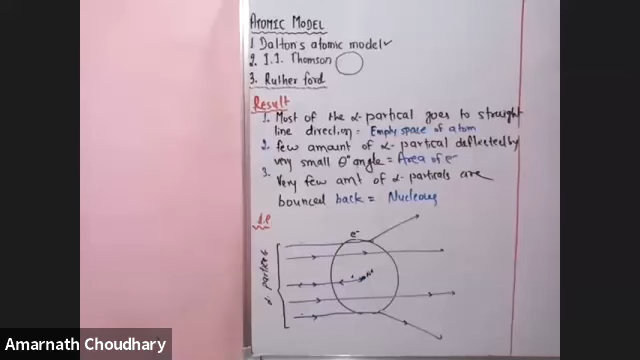 ATOMIC MODEL
1 Dalton's atomic model
2. J.J. Thomson
3. Ruther ford
Result
1. Most of the α-partical goes to straight
line direction = Empty space of atom
2. Few amount of α-partical deflected by
very small θ° angle = Area of e⁻
3. Very few amt of α-particals are
bounced back = Nucleous
e⁻
Amarnath Choudhary